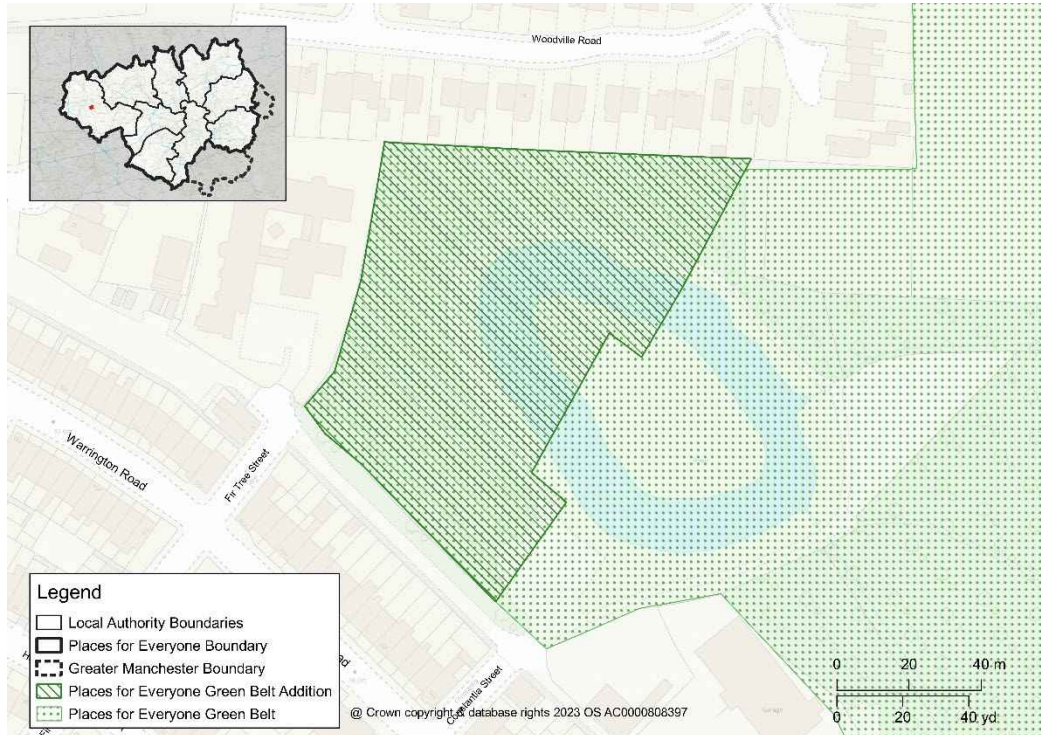 Woodville Road
Warrington Road
Fir Tree Street
Constantia Street
Legend
Local Authority Boundaries
Places for Everyone Boundary
Greater Manchester Boundary
Places for Everyone Green Belt Addition
Places for Everyone Green Belt
@ Crown copyright & database rights 2023 OS AC0000808397
0 20 40 m
0 20 40 yd